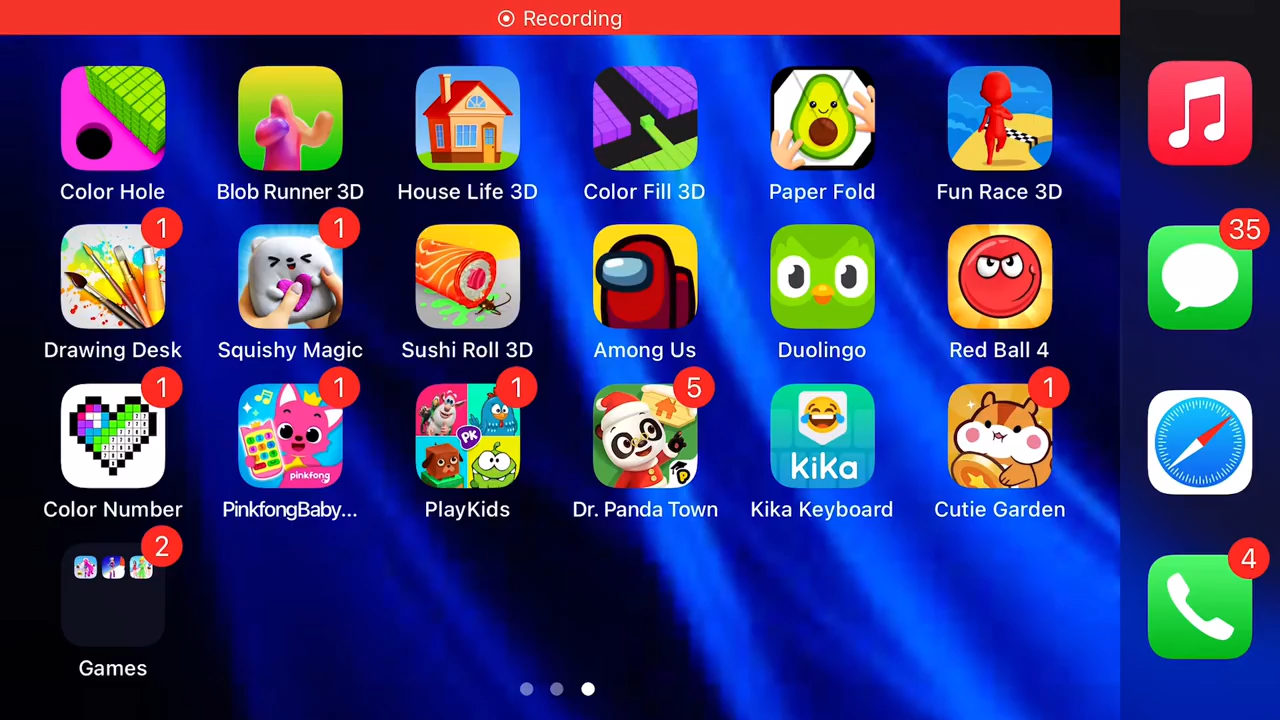 Recording
Color Hole
Blob Runner 3D
House Life 3D
Color Fill 3D
Paper Fold
Fun Race 3D
35
1
1
Drawing Desk
Squishy Magic
Sushi Roll 3D
Among Us
Duolingo
Red Ball 4
1
1
pinkfong
1
PK
5
kika
1
Color Number
PinkfongBaby...
PlayKids
Dr. Panda Town
Kika Keyboard
Cutie Garden
2
4
Games